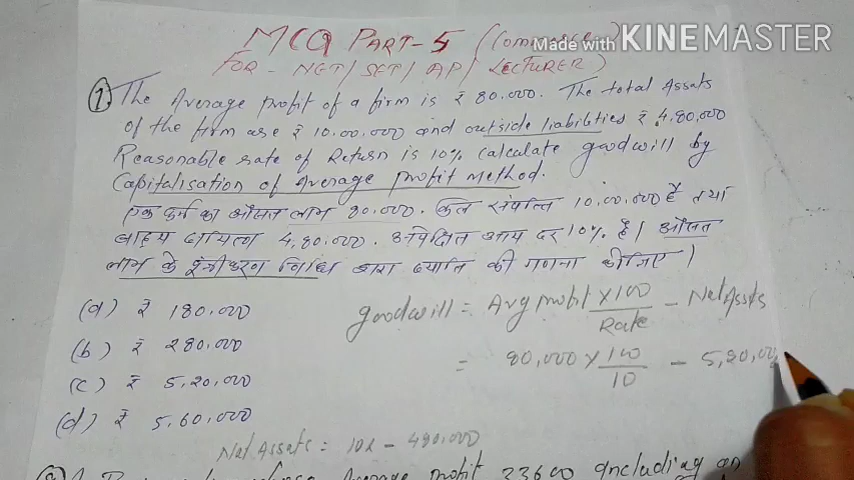 MCQ PART-5 (Commerce)
Made with KINEMASTER
FOR - NET/ SET/ AP/ LECTURER)
1. The Average profit of a firm is ₹ 80.000. The total Assets
of the firm are ₹ 10.00.000 and outside liabilities ₹ 4,80,000
Reasonable rate of Return is 10% Calculate goodwill by
Capitalisation of Average profit method.
एक फर्म का औसत लाभ 80.000. कुल संपत्ति 10.00.000 है तथा
बाह्य दायित्व 4,80.000. अपेक्षित आय दर 10% है। औसत
लाभ के पूंजीकरण विधि द्वारा ख्याति की गणना कीजिए।
(a) ₹ 180.000
(b) ₹ 280.000
(c) ₹ 5,20.000
(d) ₹ 5,60.000
goodwill = Avg profit × 100 / Rate - Net Assts
= 80,000 × 100 / 10 - 5,20,000
Net Assets = 10L - 480,000
Average profit 33600 including an